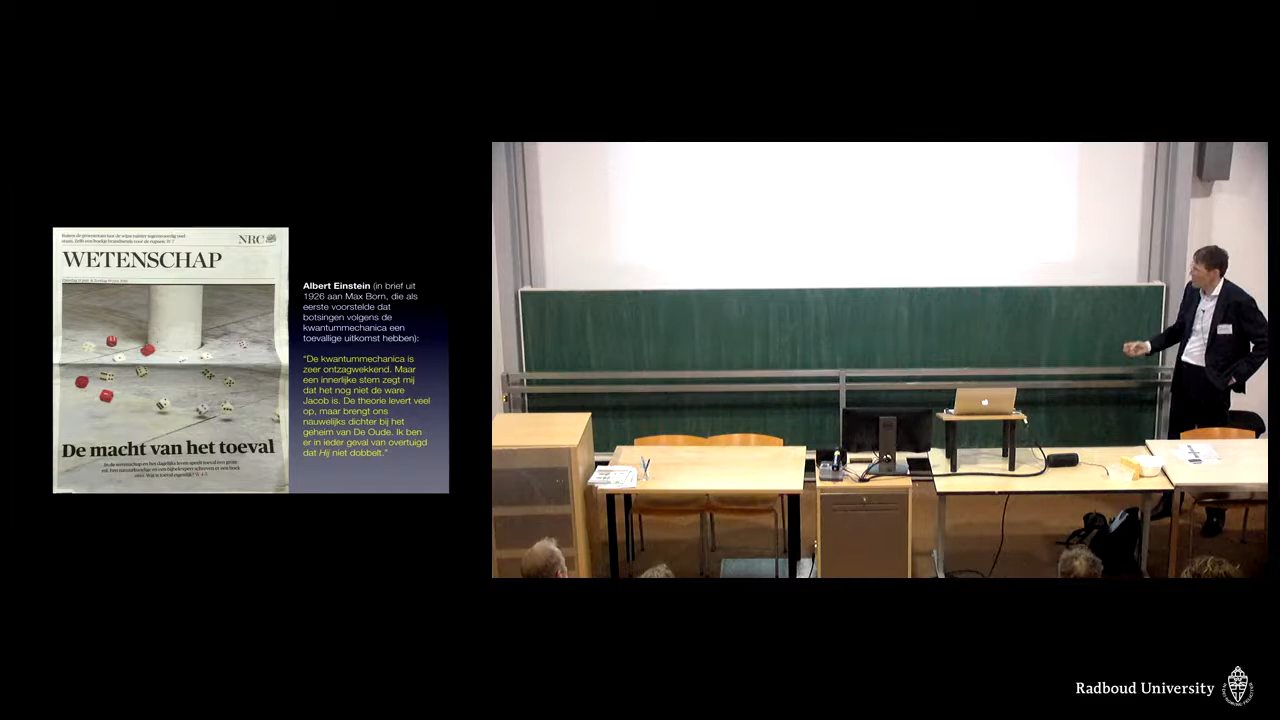 NRC
WETENSCHAP
De macht van het toeval
Albert Einstein (in brief uit
1926 aan Max Born, die als
eerste voorstelde dat
botsingen volgens de
kwantummechanica een
toevallige uitkomst hebben):
“De kwantummechanica is
zeer ontzagwekkend. Maar
een innerlijke stem zegt mij
dat het nog niet de ware
Jacob is. De theorie levert veel
op, maar brengt ons
nauwelijks dichter bij het
geheim van De Oude. Ik ben
er in ieder geval van overtuigd
dat Hij niet dobbelt.”
Radboud University